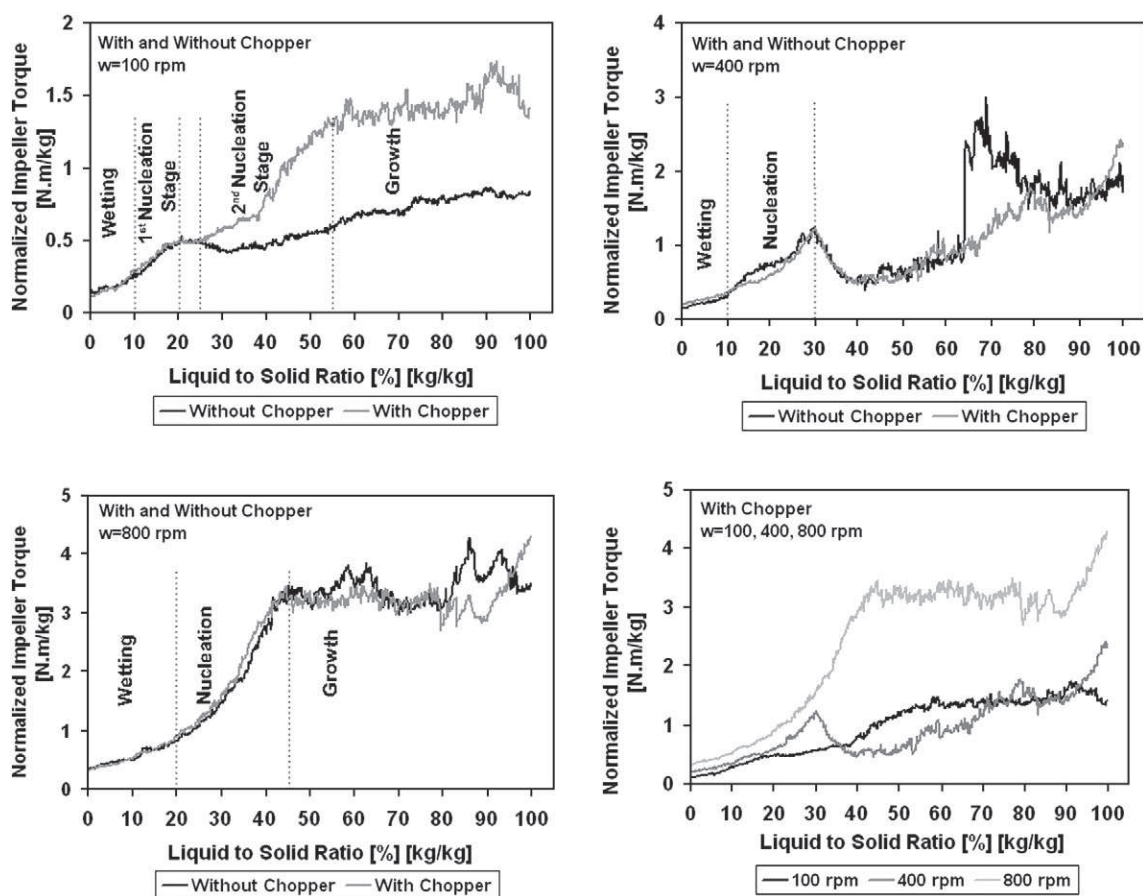 With and Without Chopper
w=100 rpm
Normalized Impeller Torque
[N.m/kg]
2
1.5
1
0.5
0
Wetting
1st Nucleation
Stage
2nd Nucleation
Stage
Growth
0 10 20 30 40 50 60 70 80 90 100
Liquid to Solid Ratio [%] [kg/kg]
Without Chopper With Chopper
With and Without Chopper
w=400 rpm
Normalized Impeller Torque
[N.m/kg]
4
3
2
1
0
Wetting
Nucleation
0 10 20 30 40 50 60 70 80 90 100
Liquid to Solid Ratio [%] [kg/kg]
Without Chopper With Chopper
With and Without Chopper
w=800 rpm
Normalized Impeller Torque
[N.m/kg]
5
4
3
2
1
0
Wetting
Nucleation
Growth
0 10 20 30 40 50 60 70 80 90 100
Liquid to Solid Ratio [%] [kg/kg]
Without Chopper With Chopper
With Chopper
w=100, 400, 800 rpm
Normalized Impeller Torque
[N.m/kg]
5
4
3
2
1
0
0 10 20 30 40 50 60 70 80 90 100
Liquid to Solid Ratio [%] [kg/kg]
100 rpm 400 rpm 800 rpm